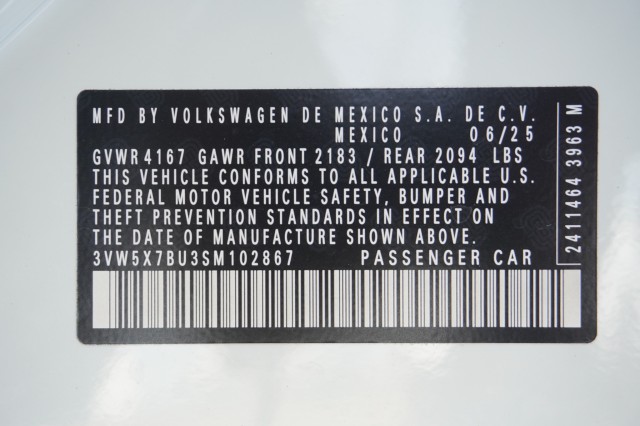 MFD BY VOLKSWAGEN DE MEXICO S.A. DE C.V.
MEXICO 06/25
GVWR 4167 GAWR FRONT 2183 / REAR 2094 LBS
THIS VEHICLE CONFORMS TO ALL APPLICABLE U.S.
FEDERAL MOTOR VEHICLE SAFETY, BUMPER AND
THEFT PREVENTION STANDARDS IN EFFECT ON
THE DATE OF MANUFACTURE SHOWN ABOVE.
3VW5X7BU3SM102867 PASSENGER CAR
2411464 3963 M